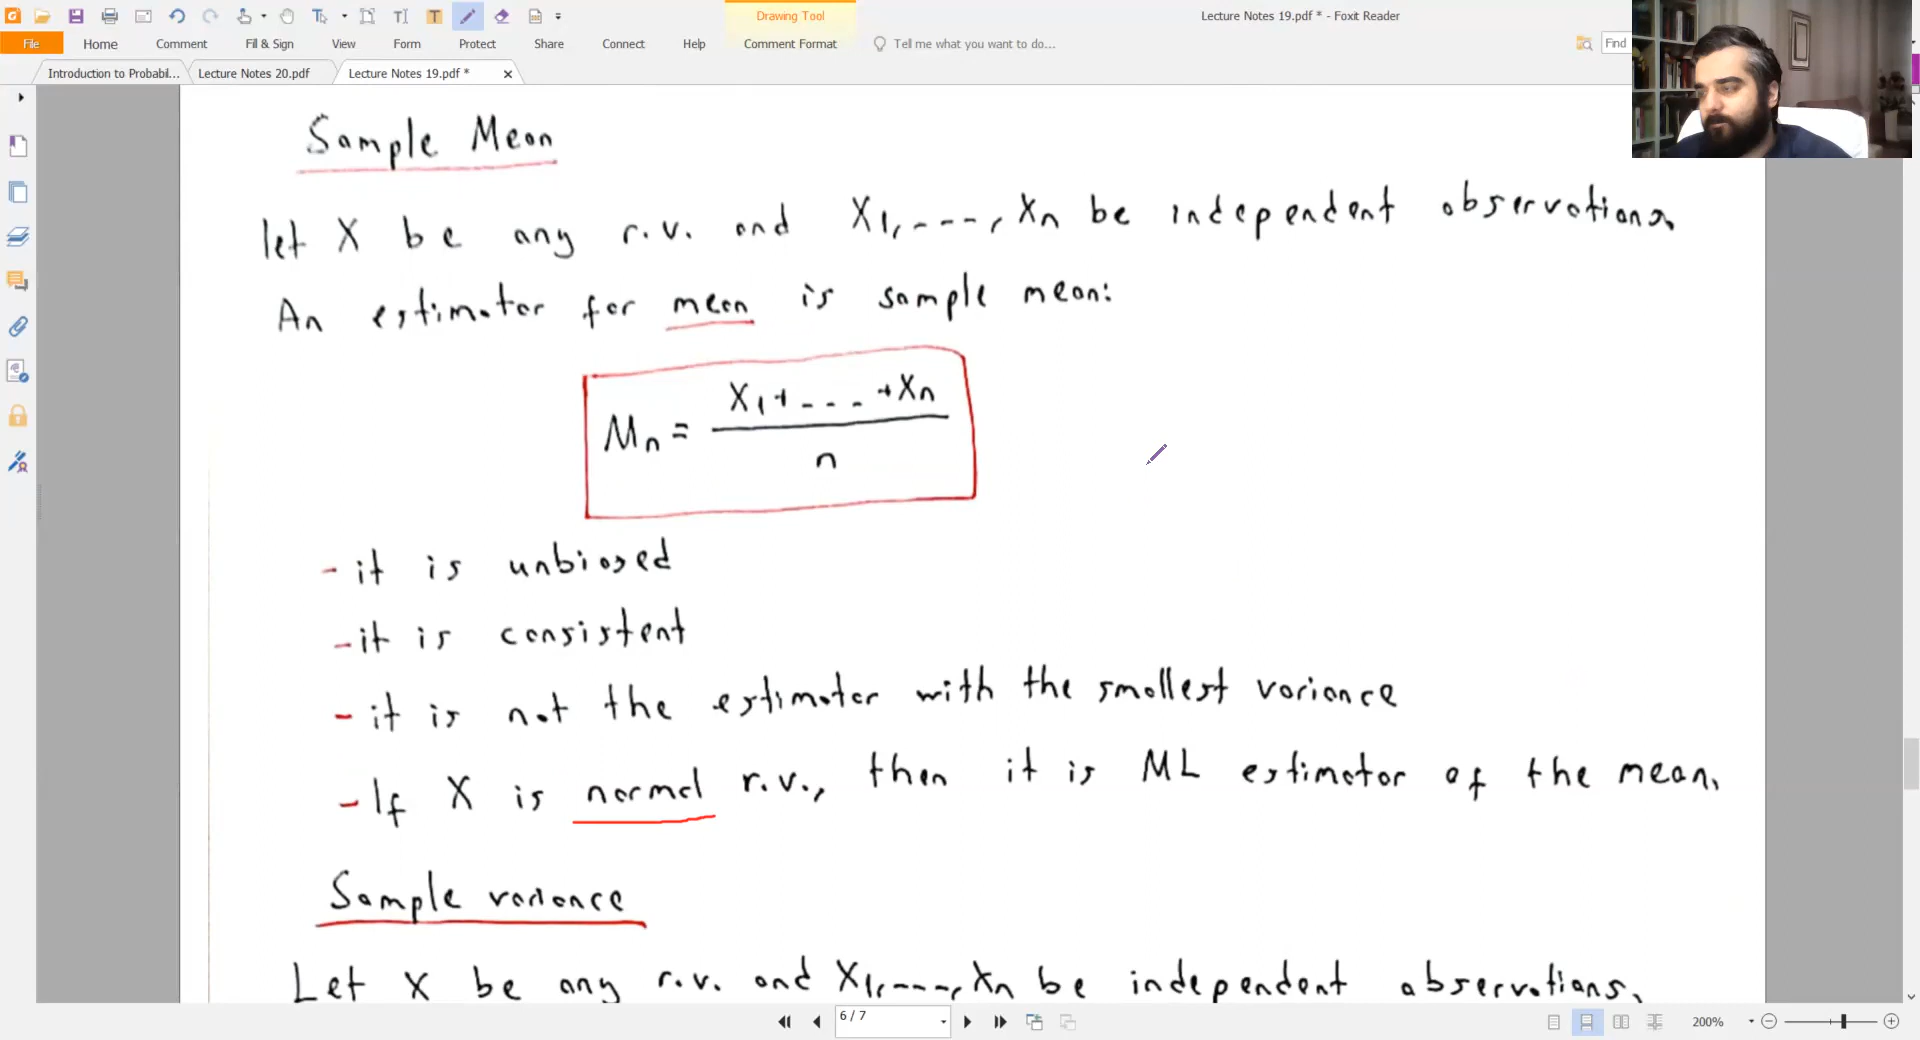 Drawing Tool
Lecture Notes 19.pdf * - Foxit Reader
File Home Comment Fill & Sign View Form Protect Share Connect Help Comment Format Tell me what you want to do... Find
Introduction to Probabil... Lecture Notes 20.pdf Lecture Notes 19.pdf *
Sample Mean
let X be any r.v. and X1,----, Xn be independent observations.
An estimator for mean is sample mean:
Mn = (X1+---+Xn)/n
- it is unbiased
- it is consistent
- it is not the estimator with the smallest variance
- If X is normal r.v., then it is ML estimator of the mean.
Sample variance
Let X be any r.v. and X1,----, Xn be independent observations.
6 / 7
200%